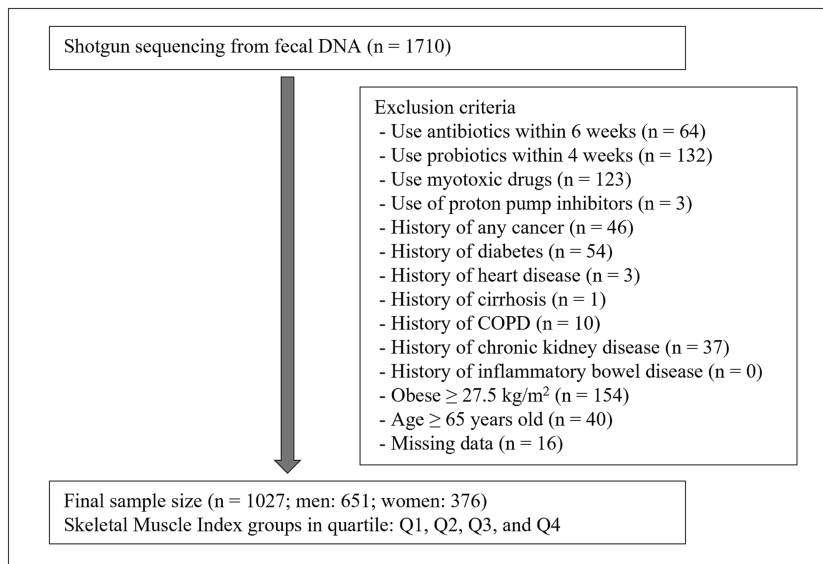 Shotgun sequencing from fecal DNA (n = 1710)
Exclusion criteria
- Use antibiotics within 6 weeks (n = 64)
- Use probiotics within 4 weeks (n = 132)
- Use myotoxic drugs (n = 123)
- Use of proton pump inhibitors (n = 3)
- History of any cancer (n = 46)
- History of diabetes (n = 54)
- History of heart disease (n = 3)
- History of cirrhosis (n = 1)
- History of COPD (n = 10)
- History of chronic kidney disease (n = 37)
- History of inflammatory bowel disease (n = 0)
- Obese ≥ 27.5 kg/m² (n = 154)
- Age ≥ 65 years old (n = 40)
- Missing data (n = 16)
Final sample size (n = 1027; men: 651; women: 376)
Skeletal Muscle Index groups in quartile: Q1, Q2, Q3, and Q4